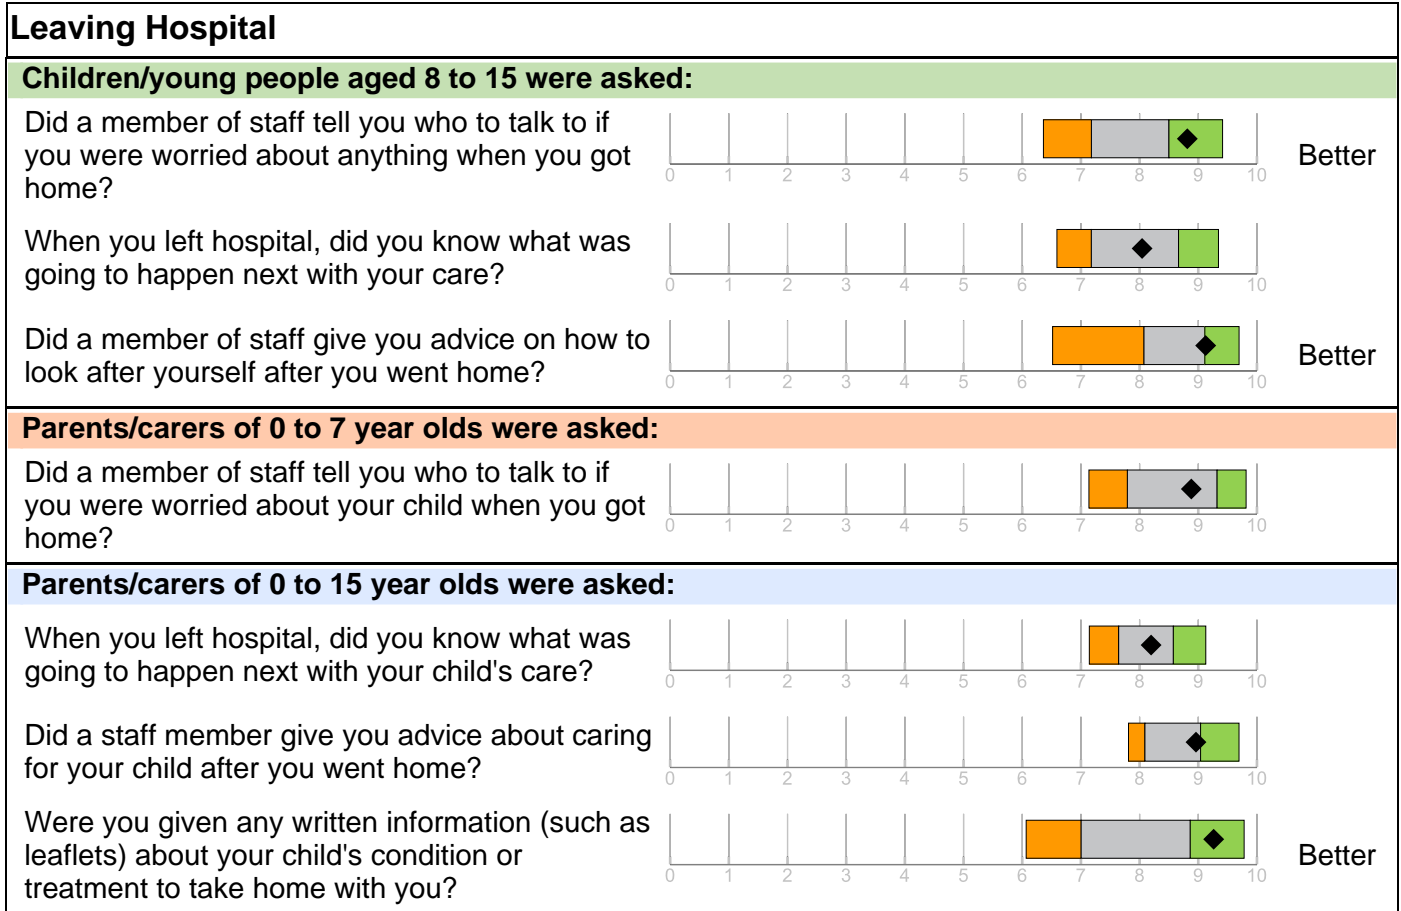 Leaving Hospital
Children/young people aged 8 to 15 were asked:
Did a member of staff tell you who to talk to if
you were worried about anything when you got
home?
0 1 2 3 4 5 6 7 8 9 10
Better
When you left hospital, did you know what was
going to happen next with your care?
0 1 2 3 4 5 6 7 8 9 10
Did a member of staff give you advice on how to
look after yourself after you went home?
0 1 2 3 4 5 6 7 8 9 10
Better
Parents/carers of 0 to 7 year olds were asked:
Did a member of staff tell you who to talk to if
you were worried about your child when you got
home?
0 1 2 3 4 5 6 7 8 9 10
Parents/carers of 0 to 15 year olds were asked:
When you left hospital, did you know what was
going to happen next with your child's care?
0 1 2 3 4 5 6 7 8 9 10
Did a staff member give you advice about caring
for your child after you went home?
0 1 2 3 4 5 6 7 8 9 10
Were you given any written information (such as
leaflets) about your child's condition or
treatment to take home with you?
0 1 2 3 4 5 6 7 8 9 10
Better